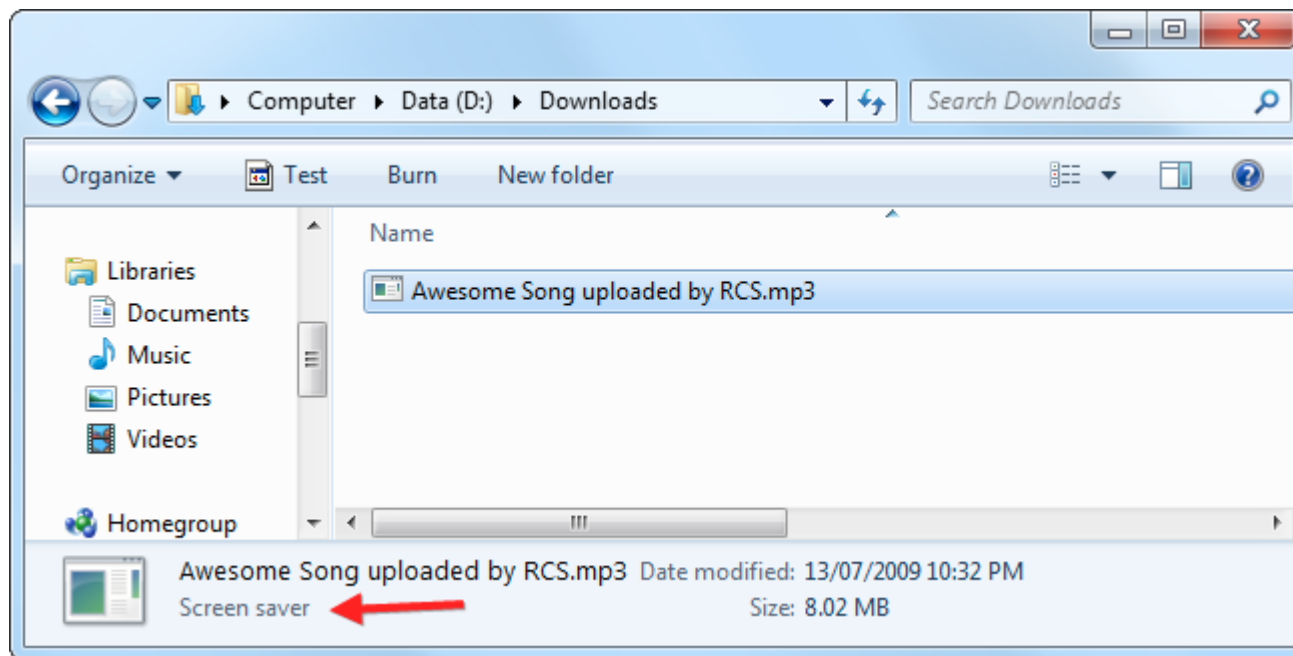 Computer ▸ Data (D:) ▸ Downloads
Search Downloads
Organize Test Burn New folder
Name
Libraries
Awesome Song uploaded by RCS.mp3
Documents
Music
Pictures
Videos
Homegroup
Awesome Song uploaded by RCS.mp3 Date modified: 13/07/2009 10:32 PM
Screen saver Size: 8.02 MB